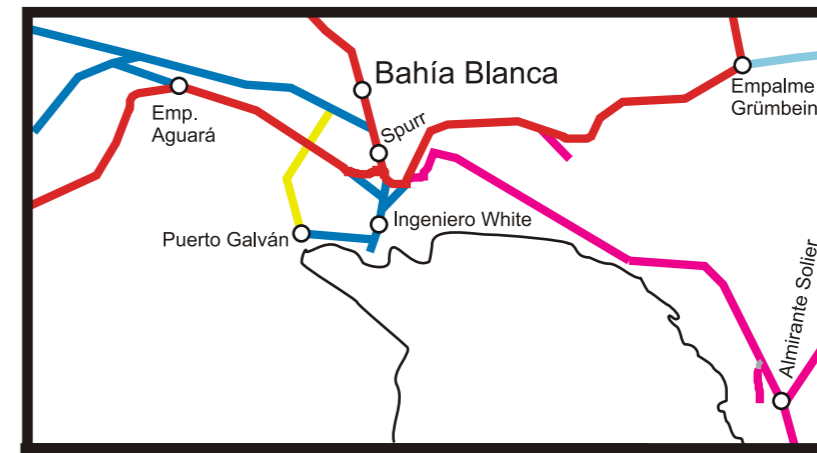 Bahía Blanca
Empalme
Grümbein
Emp.
Aguará
Spurr
Ingeniero White
Puerto Galván
Almirante Solier